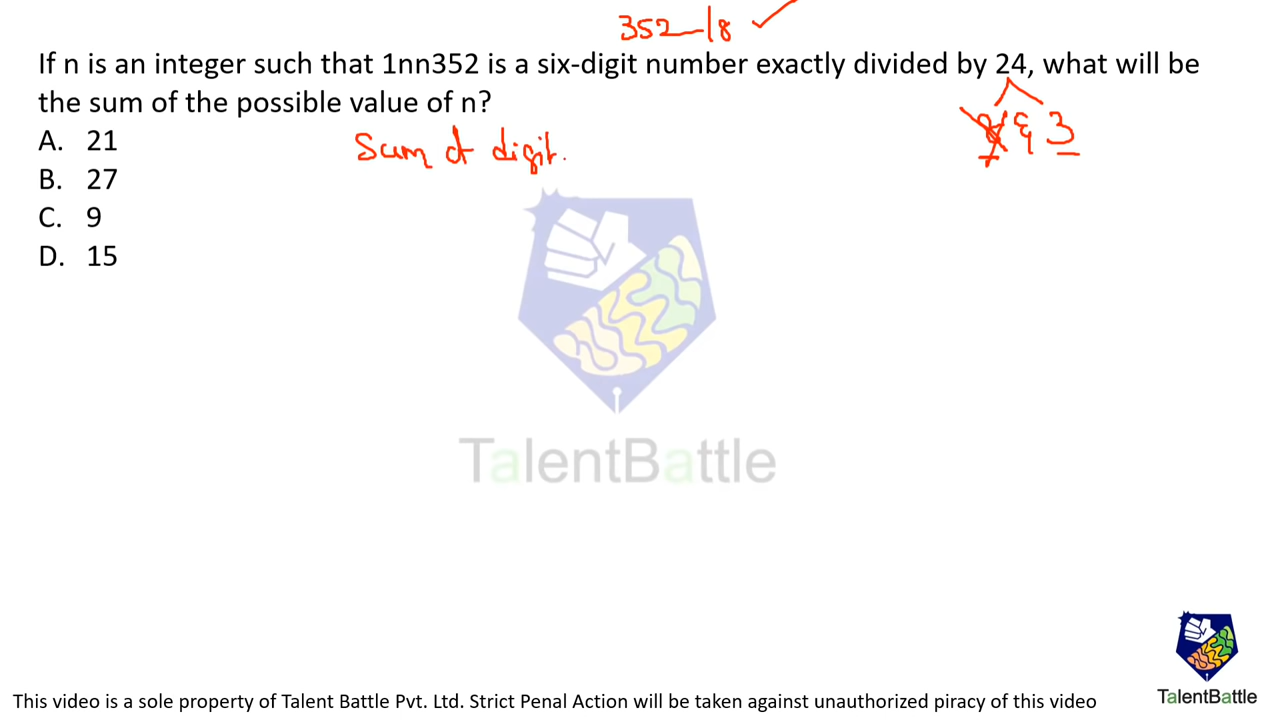 352 - 18
If n is an integer such that 1nn352 is a six-digit number exactly divided by 24, what will be
the sum of the possible value of n?
8 & 3
A. 21
Sum of digit.
B. 27
C. 9
D. 15
TalentBattle
TalentBattle
This video is a sole property of Talent Battle Pvt. Ltd. Strict Penal Action will be taken against unauthorized piracy of this video